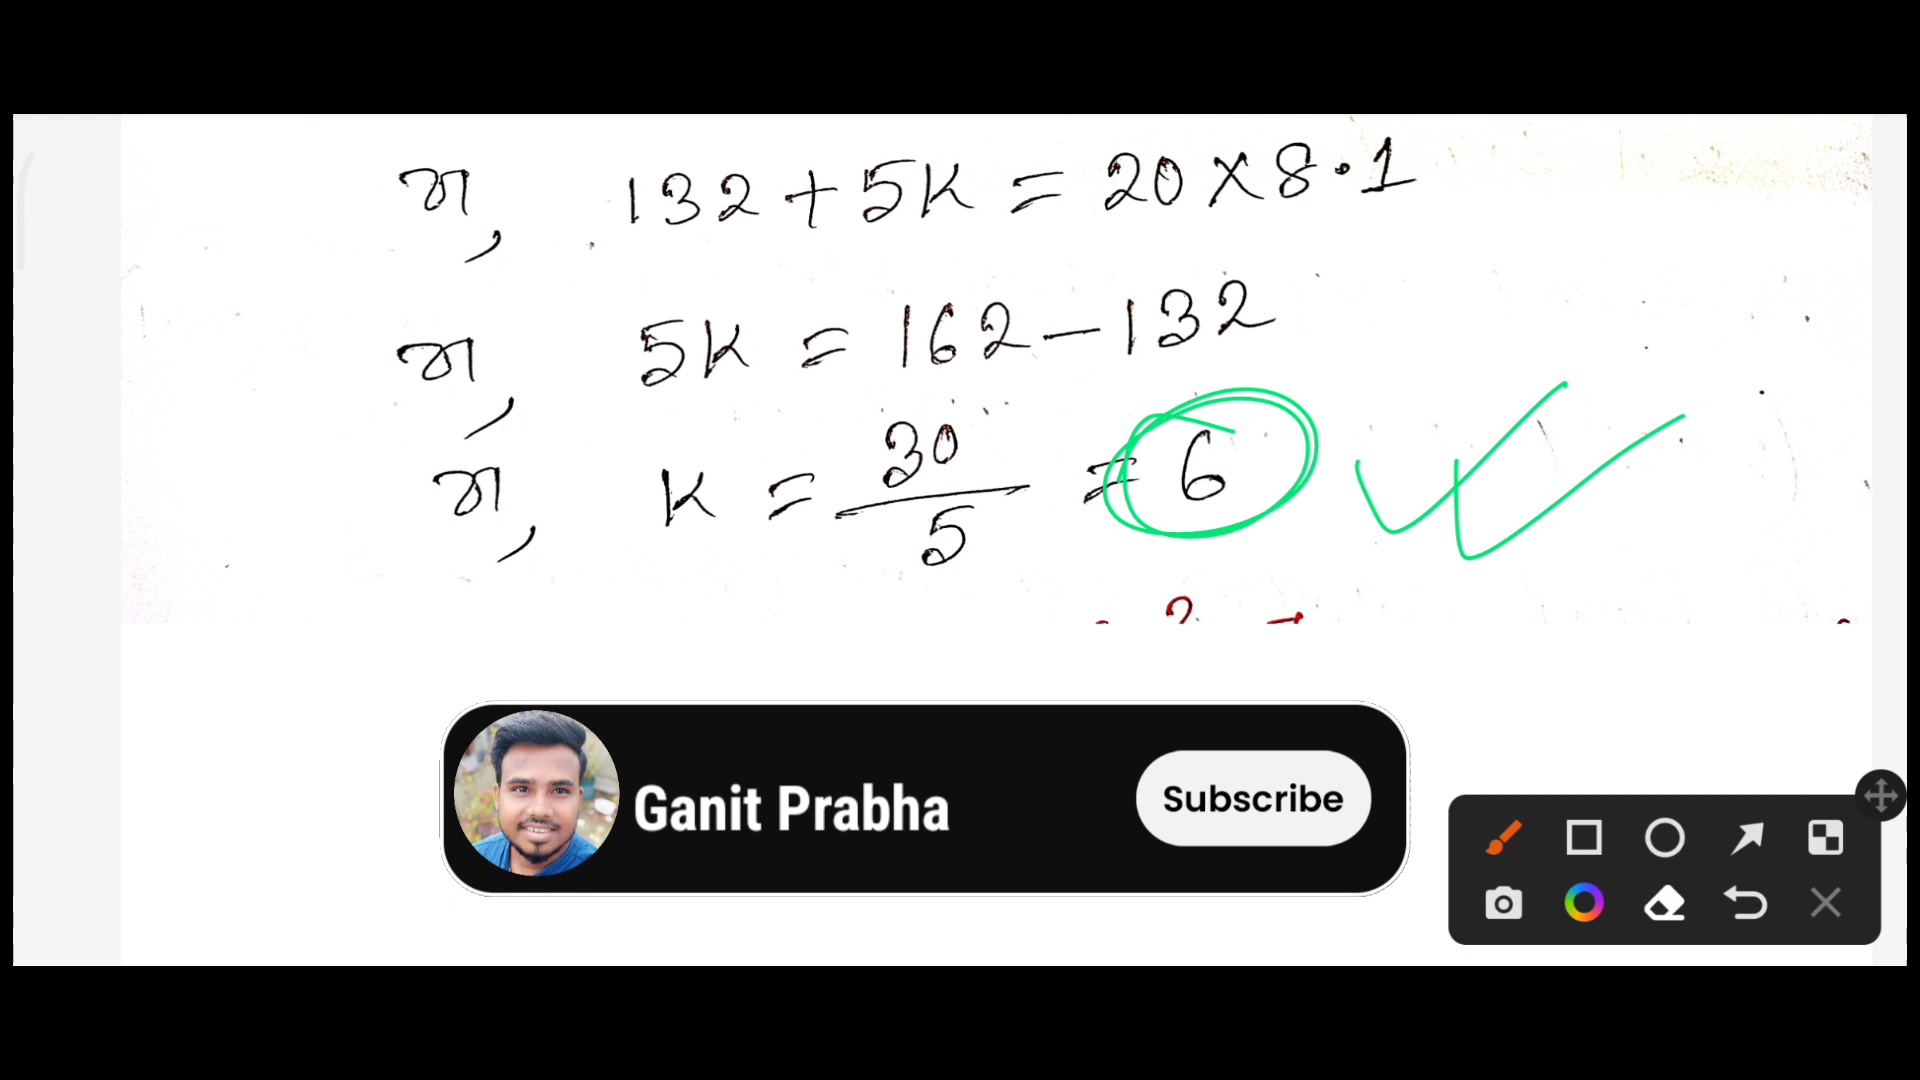 বা, 132 + 5K = 20 × 8.1
বা, 5K = 162 - 132
বা, K = 30/5 = 6
Ganit Prabha
Subscribe